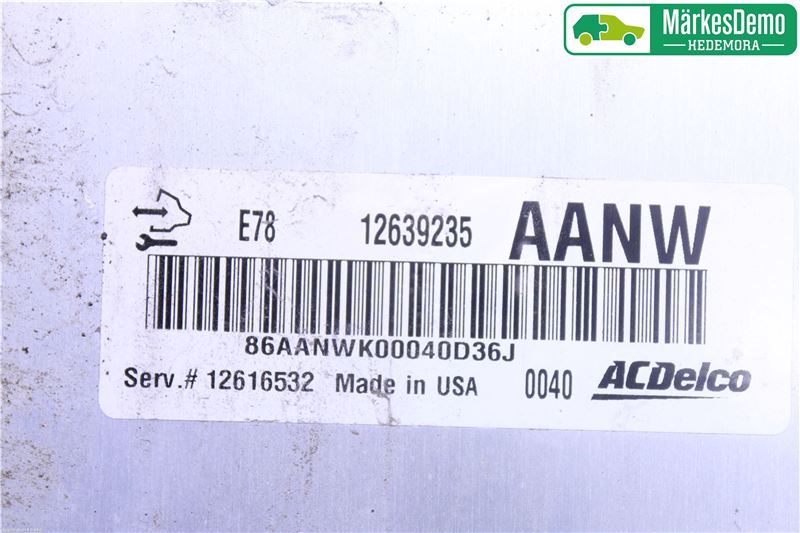 MärkesDemo
HEDEMORA
E78 12639235 AANW
86AANWK00040D36J
Serv.# 12616532 Made in USA 0040 ACDelco